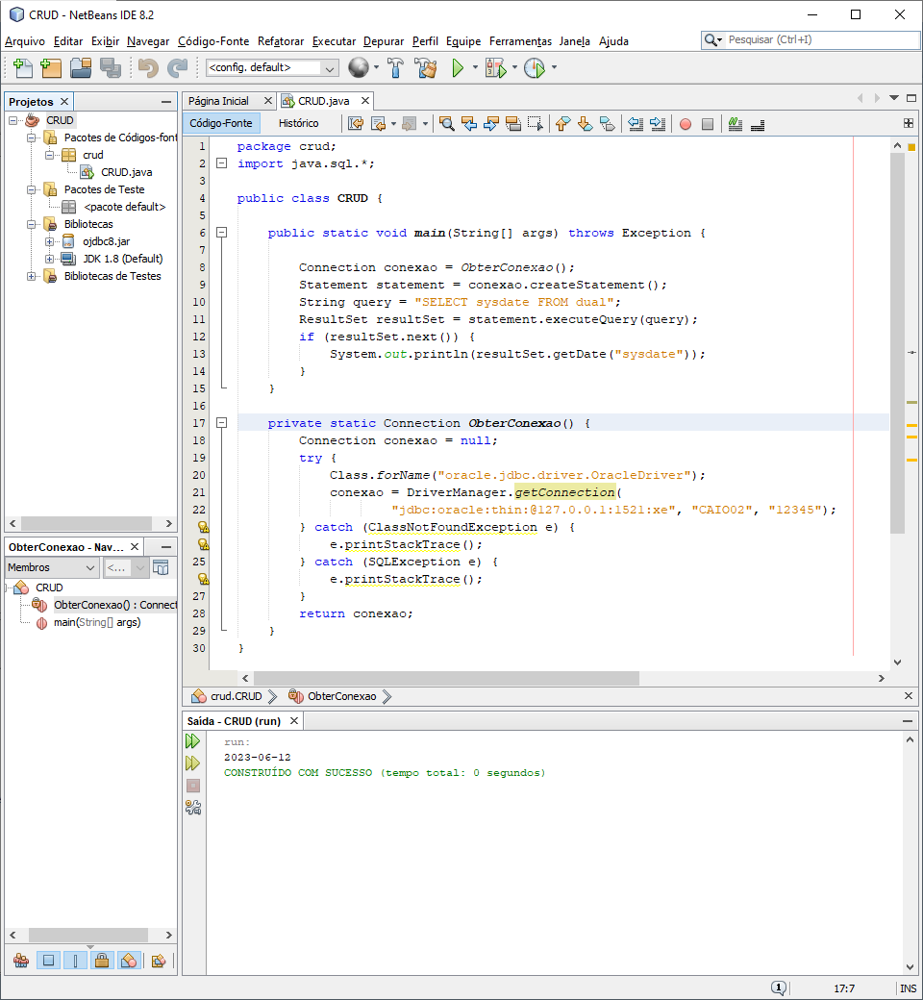 CRUD - NetBeans IDE 8.2
Arquivo Editar Exibir Navegar Código-Fonte Refatorar Executar Depurar Perfil Equipe Ferramentas Janela Ajuda
Pesquisar (Ctrl+I)
<config. default>
Projetos
CRUD
Pacotes de Códigos-font
crud
CRUD.java
Pacotes de Teste
<pacote default>
Bibliotecas
ojdbc8.jar
JDK 1.8 (Default)
Bibliotecas de Testes
ObterConexao - Nav...
Membros <...
CRUD
ObterConexao() : Connect
main(String[] args)
Página Inicial CRUD.java
Código-Fonte Histórico
1 package crud;
2 import java.sql.*;
3
4 public class CRUD {
5
6 public static void main(String[] args) throws Exception {
7
8 Connection conexao = ObterConexao();
9 Statement statement = conexao.createStatement();
10 String query = "SELECT sysdate FROM dual";
11 ResultSet resultSet = statement.executeQuery(query);
12 if (resultSet.next()) {
13 System.out.println(resultSet.getDate("sysdate"));
14 }
15 }
16
17 private static Connection ObterConexao() {
18 Connection conexao = null;
19 try {
20 Class.forName("oracle.jdbc.driver.OracleDriver");
21 conexao = DriverManager.getConnection(
22 "jdbc:oracle:thin:@127.0.0.1:1521:xe", "CAIO02", "12345");
} catch (ClassNotFoundException e) {
e.printStackTrace();
25 } catch (SQLException e) {
e.printStackTrace();
27 }
28 return conexao;
29 }
30 }
crud.CRUD ObterConexao
Saída - CRUD (run)
run:
2023-06-12
CONSTRUÍDO COM SUCESSO (tempo total: 0 segundos)
1 17:7 INS